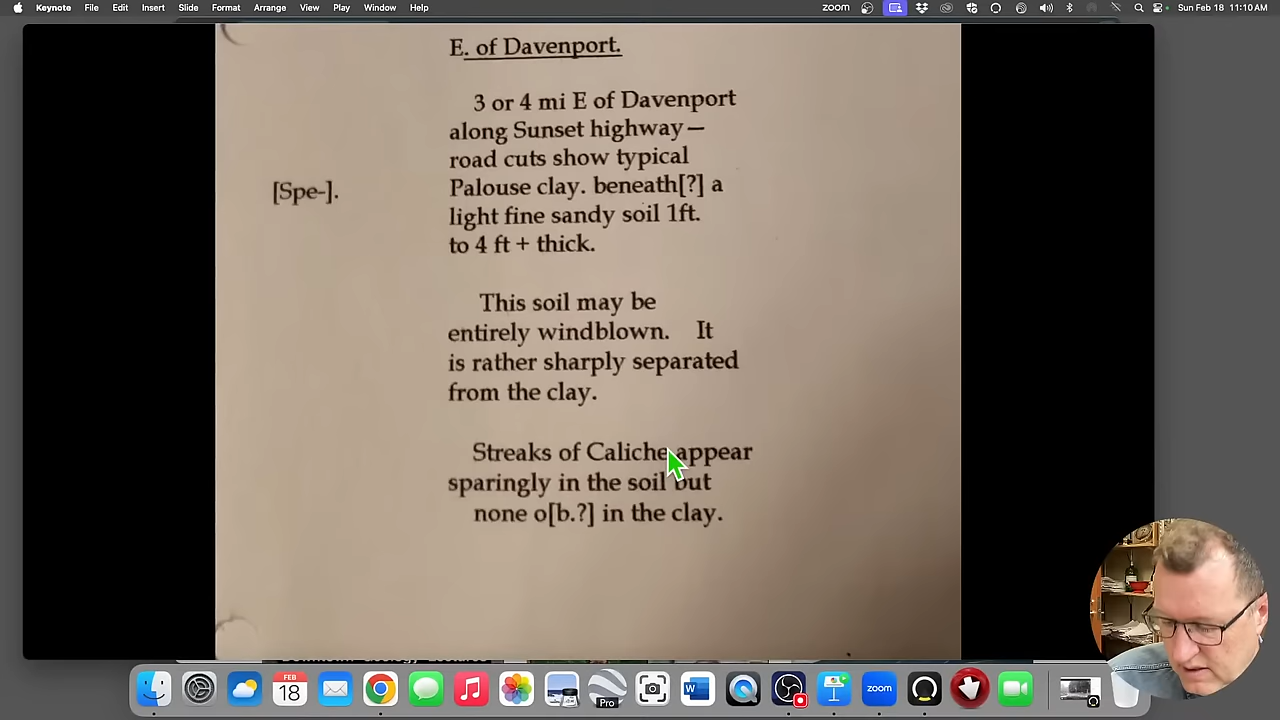 Keynote File Edit Insert Slide Format Arrange View Play Window Help zoom Sun Feb 18 11:10 AM
E. of Davenport.
3 or 4 mi E of Davenport
along Sunset highway—
road cuts show typical
[Spe-]. Palouse clay. beneath[?] a
light fine sandy soil 1ft.
to 4 ft + thick.
This soil may be
entirely windblown. It
is rather sharply separated
from the clay.
Streaks of Caliche appear
sparingly in the soil but
none o[b.?] in the clay.
FEB
18
Pro
W
zoom